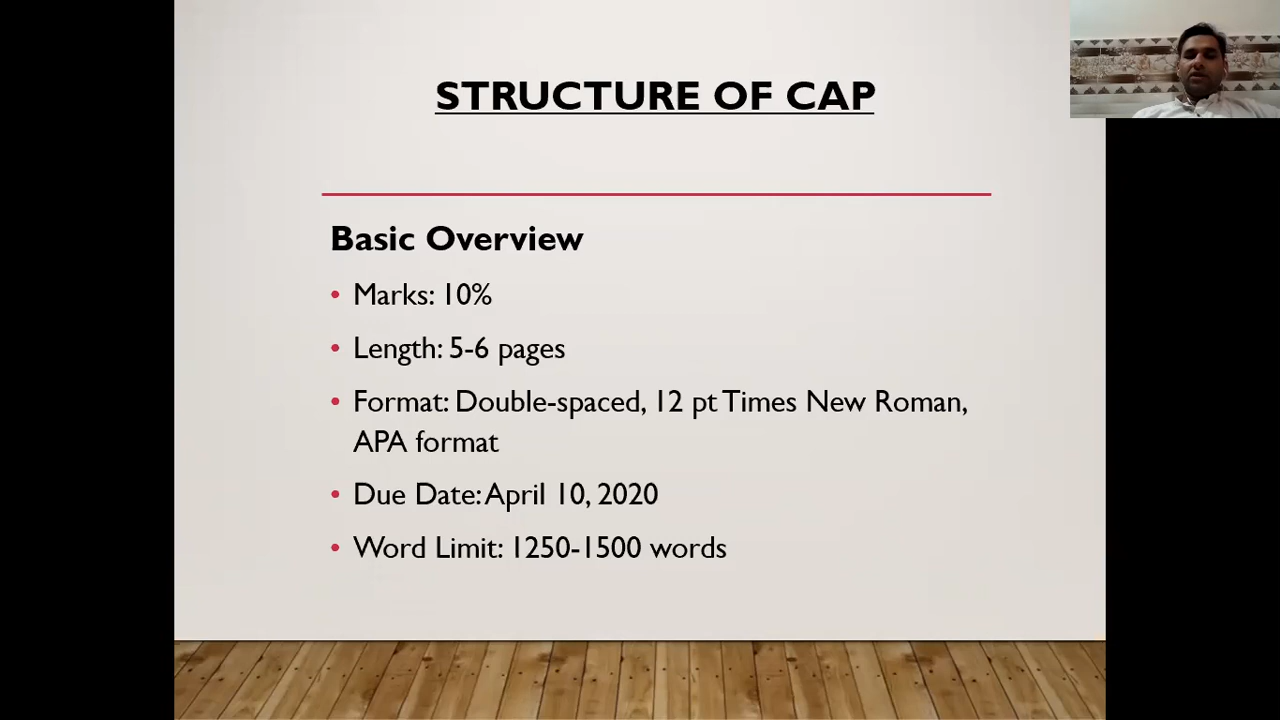 STRUCTURE OF CAP
Basic Overview
• Marks: 10%
• Length: 5-6 pages
• Format: Double-spaced, 12 pt Times New Roman,
APA format
• Due Date: April 10, 2020
• Word Limit: 1250-1500 words